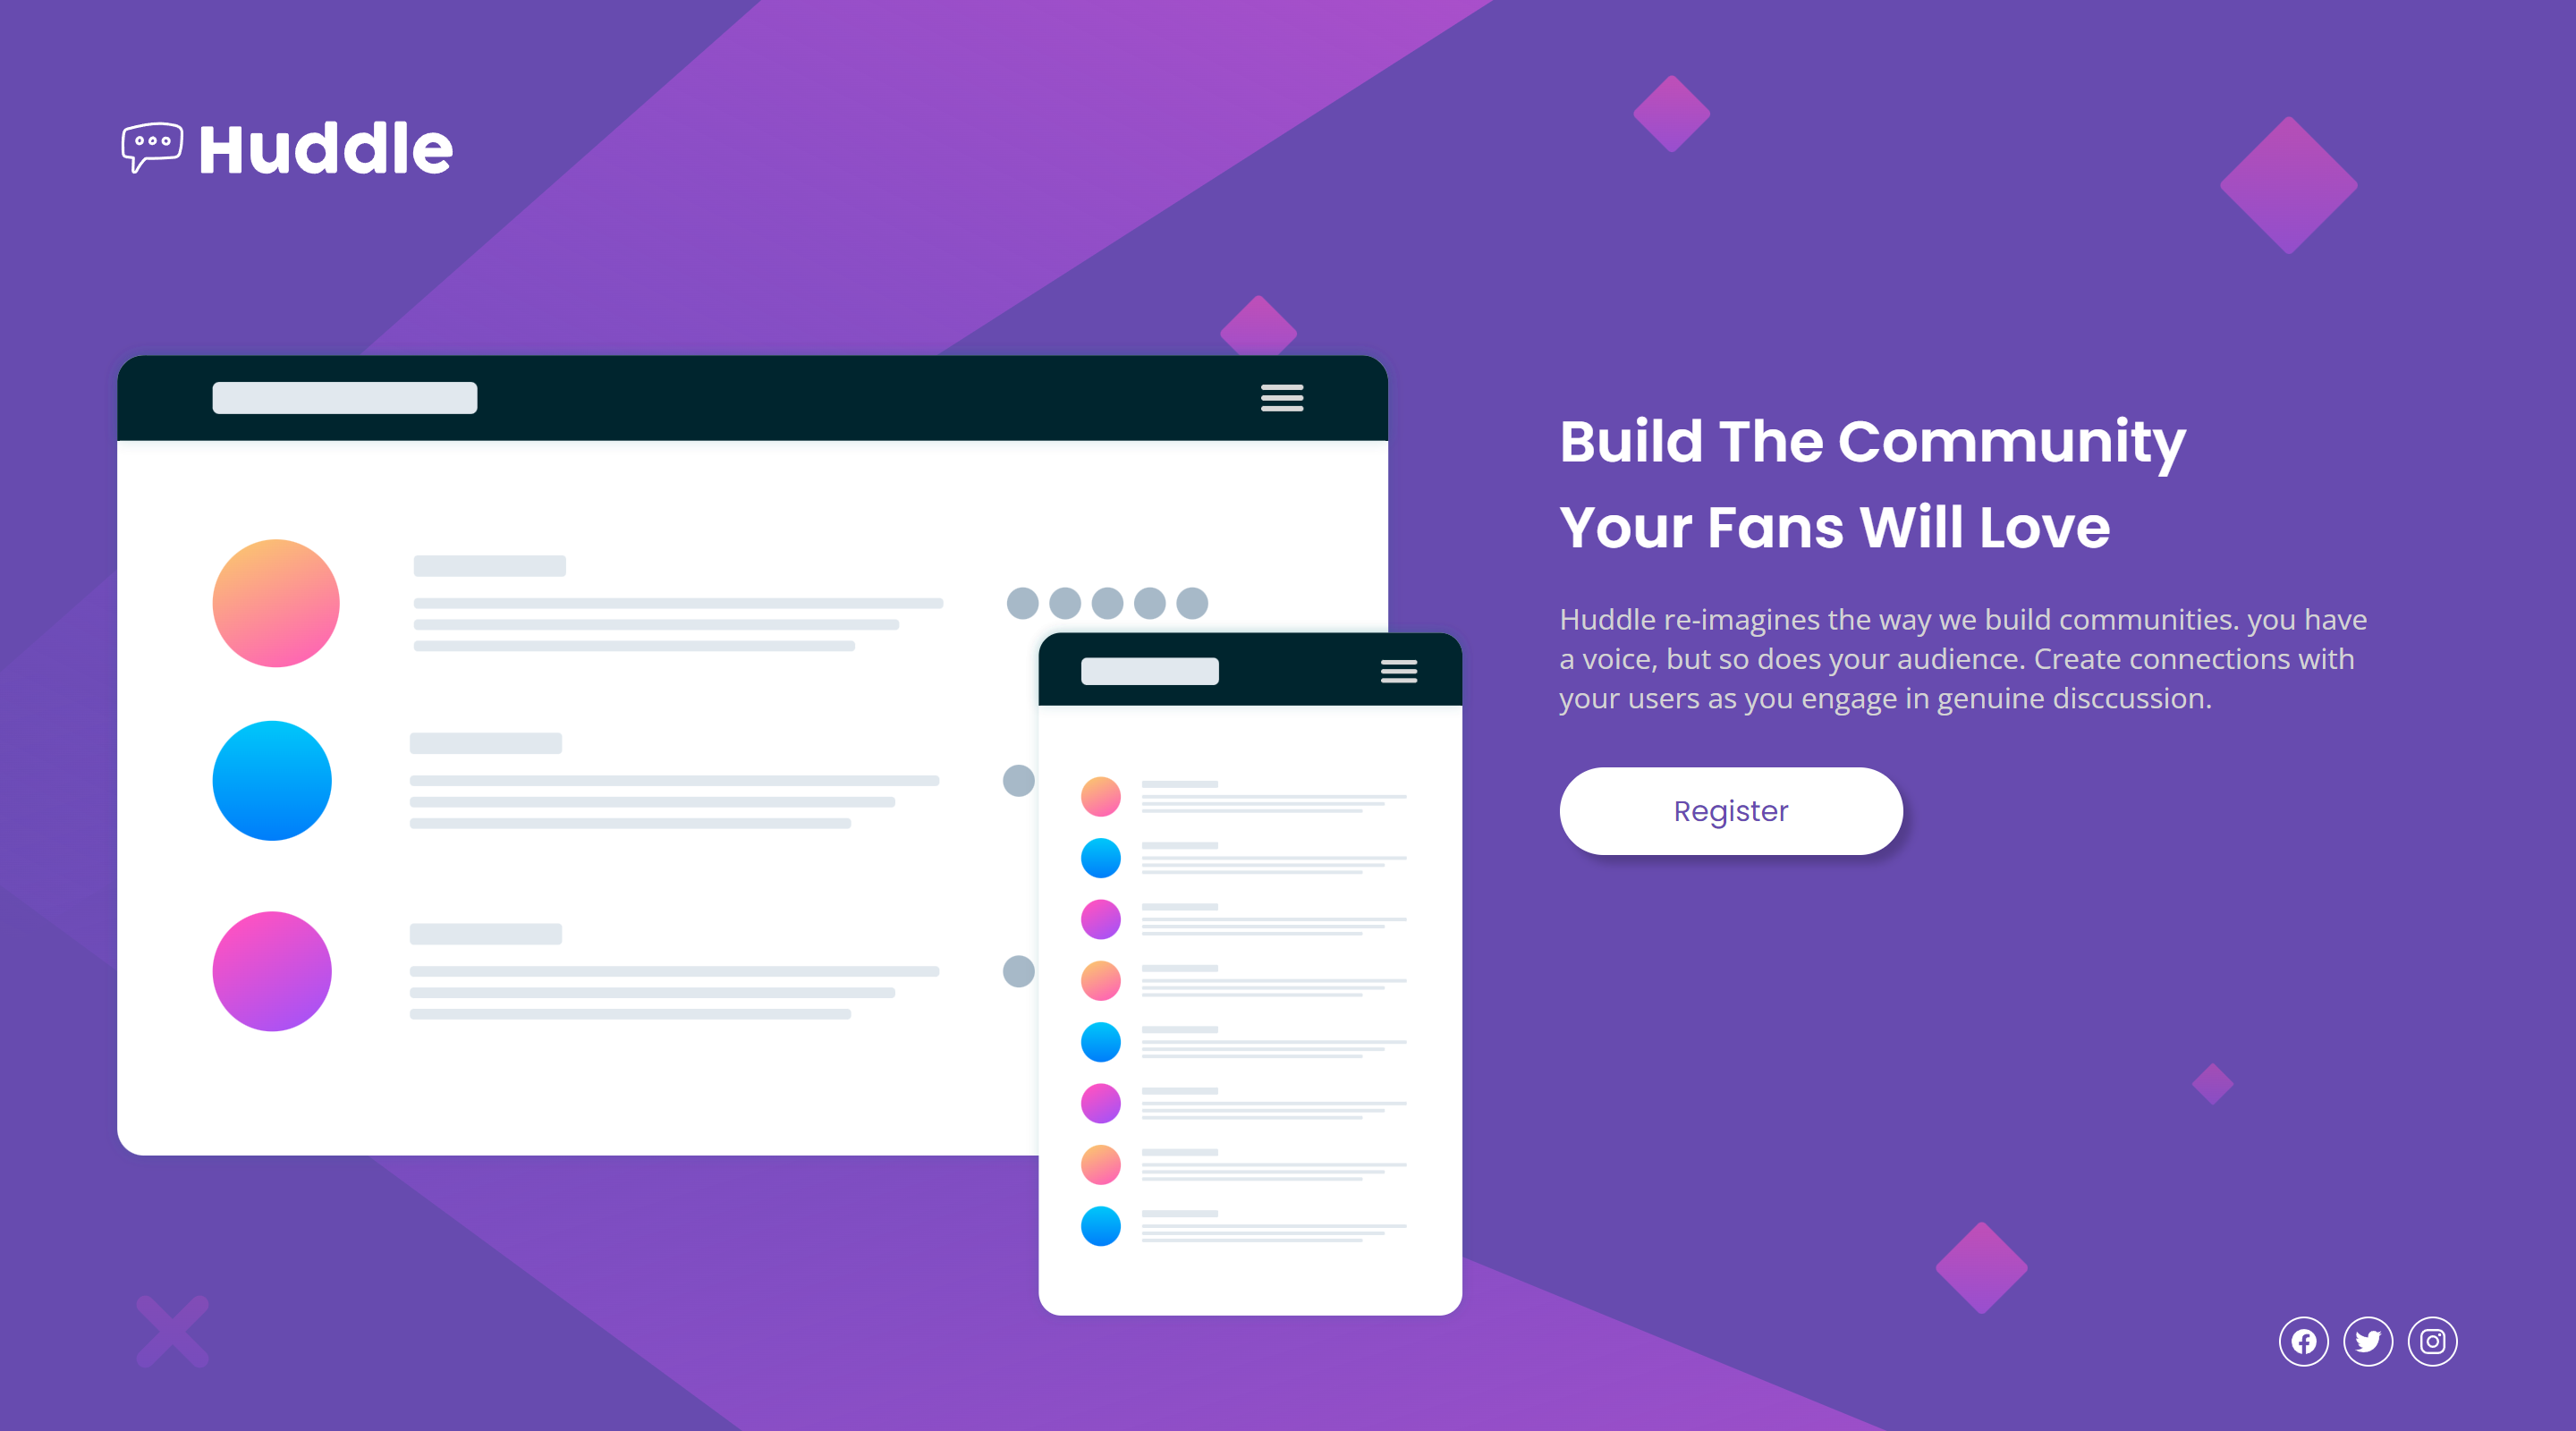 Huddle
Build The Community
Your Fans Will Love
Huddle re-imagines the way we build communities. you have
a voice, but so does your audience. Create connections with
your users as you engage in genuine disccussion.
Register